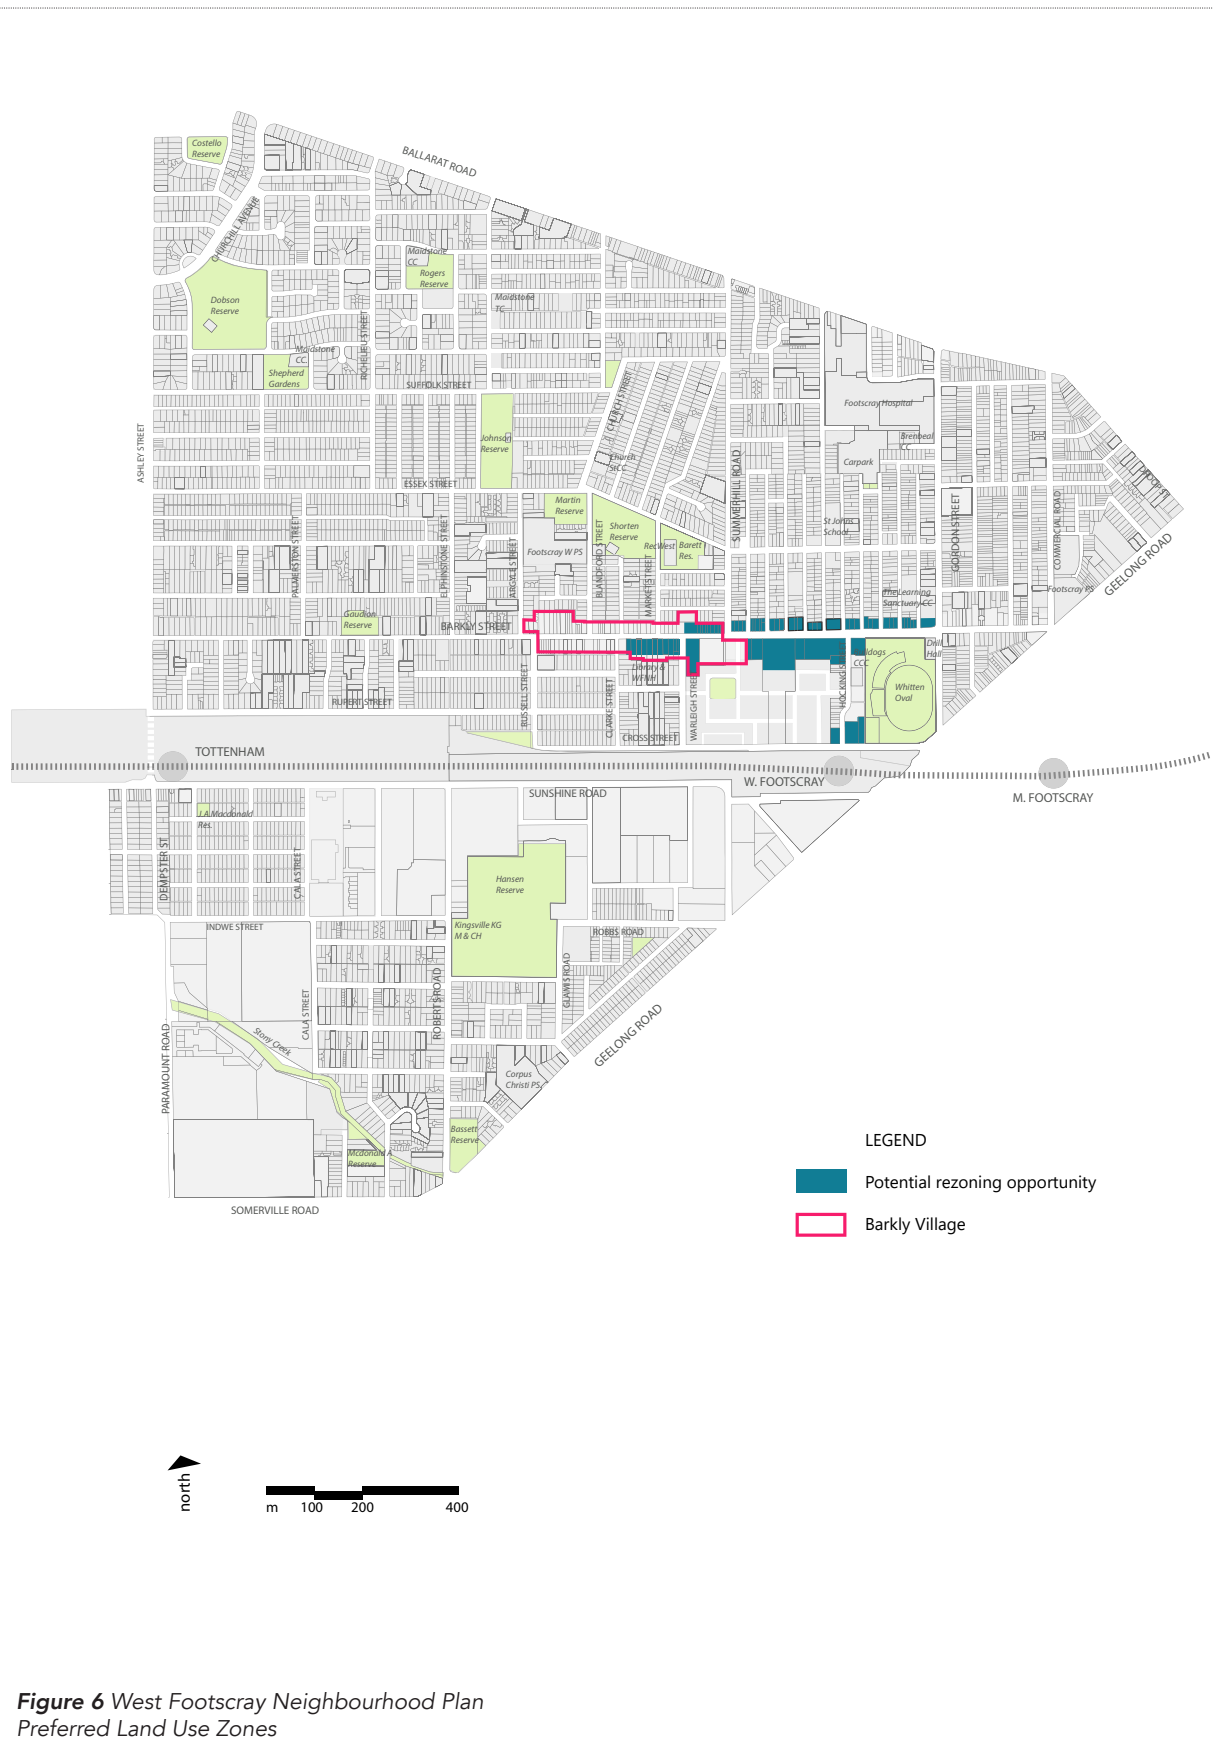 Costello
Reserve
BALLARAT ROAD
CHURCHILL AVENUE
Maidstone
CC
Rogers
Reserve
Dobson
Reserve
Maidstone
TC
RICHELIEU STREET
Maidstone
CC
Shepherd
Gardens
SUFFOLK STREET
CHURCH STREET
Footscray Hospital
ASHLEY STREET
Johnson
Reserve
Brenbeal
CC
Church
St CC
Carpark
SUMMERHILL ROAD
ESSEX STREET
Martin
Reserve
Shorten
Reserve
St Johns
School
GORDON STREET
COMMERCIAL ROAD
GEELONG ROAD
PALMERSTON STREET
ELPHINSTONE STREET
ARGYLE STREET
Footscray W PS
BLANDFORD STREET
RecWest
Barett
Res.
MARKET STREET
The Learning
Sanctuary CC
Footscray PS
Gaudion
Reserve
BARKLY STREET
Library &
WFNH
Bulldogs
CCC
Drill
Hall
Whitten
Oval
HOCKING S
RUPERT STREET
RUSSELL STREET
CLARKE STREET
CROSS STREET
WARLEIGH STREE
TOTTENHAM
W. FOOTSCRAY
M. FOOTSCRAY
SUNSHINE ROAD
J.A Macdonald
Res.
DEMPSTER ST
CALA STREET
Hansen
Reserve
INDWE STREET
Kingsville KG
M & CH
ROBBS ROAD
GLAMIS ROAD
ROBERTS ROAD
CALA STREET
Stony Creek
PARAMOUNT ROAD
GEELONG ROAD
Corpus
Christi PS
Bassett
Reserve
Mcdonald A
Reserve
SOMERVILLE ROAD
LEGEND
Potential rezoning opportunity
Barkly Village
north
m 100 200 400
Figure 6 West Footscray Neighbourhood Plan
Preferred Land Use Zones